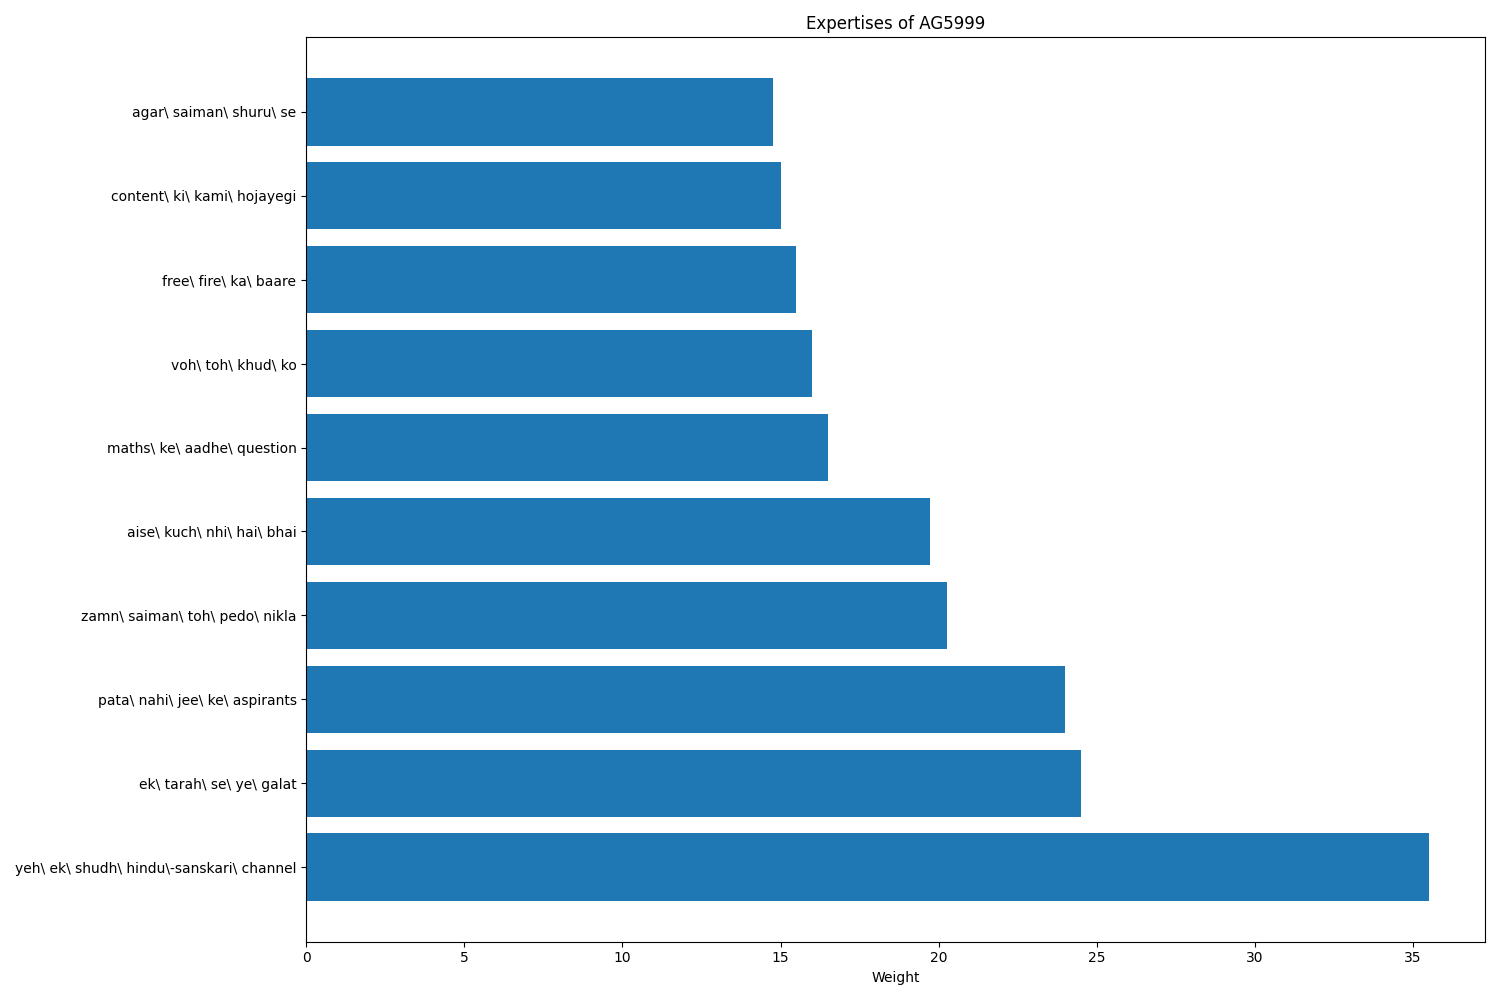 Expertises of AG5999
agar\ saiman\ shuru\ se
content\ ki\ kami\ hojayegi
free\ fire\ ka\ baare
voh\ toh\ khud\ ko
maths\ ke\ aadhe\ question
aise\ kuch\ nhi\ hai\ bhai
zamn\ saiman\ toh\ pedo\ nikla
pata\ nahi\ jee\ ke\ aspirants
ek\ tarah\ se\ ye\ galat
yeh\ ek\ shudh\ hindu\-sanskari\ channel
0 5 10 15 20 25 30 35
Weight